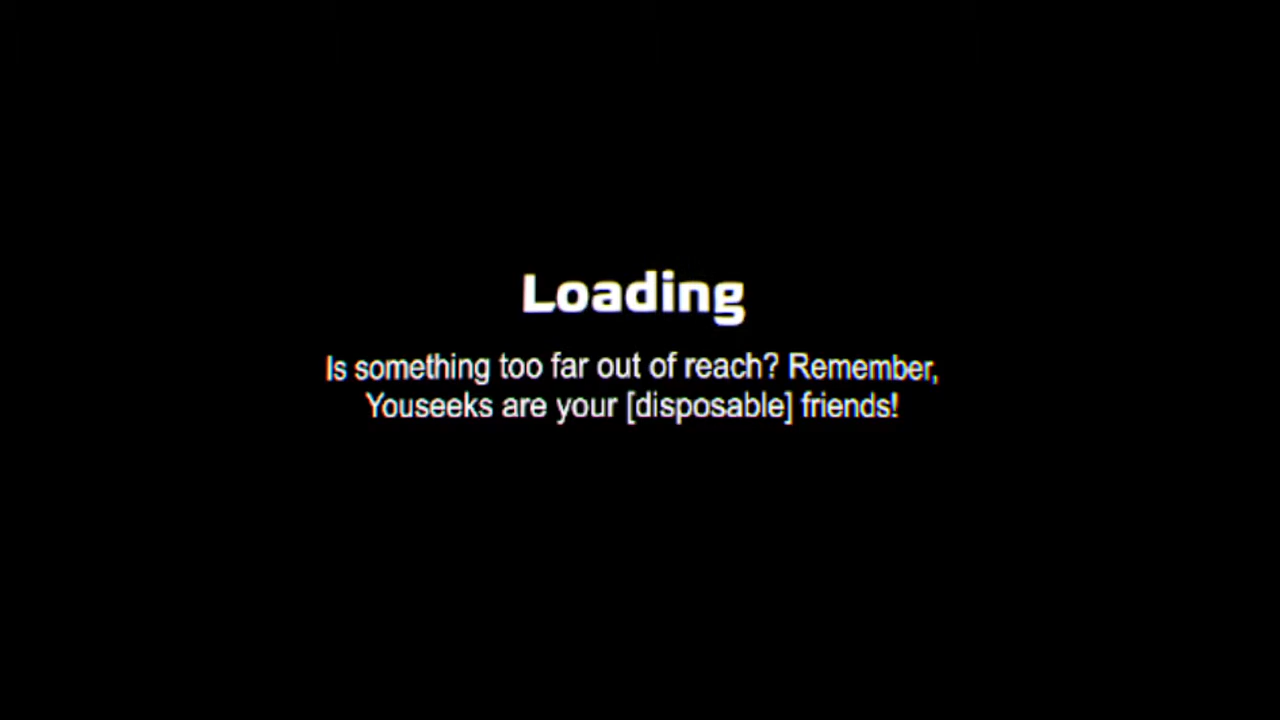 Loading
Is something too far out of reach? Remember,
Youseeks are your [disposable] friends!